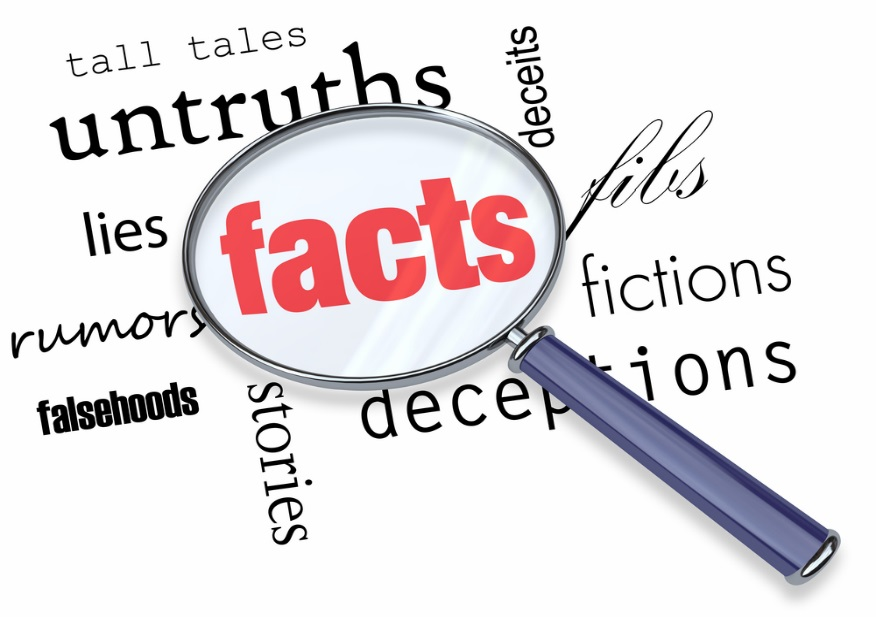 tall tales
untruths
deceits
fibs
lies
facts
fictions
rumors
deceptions
falsehoods
stories